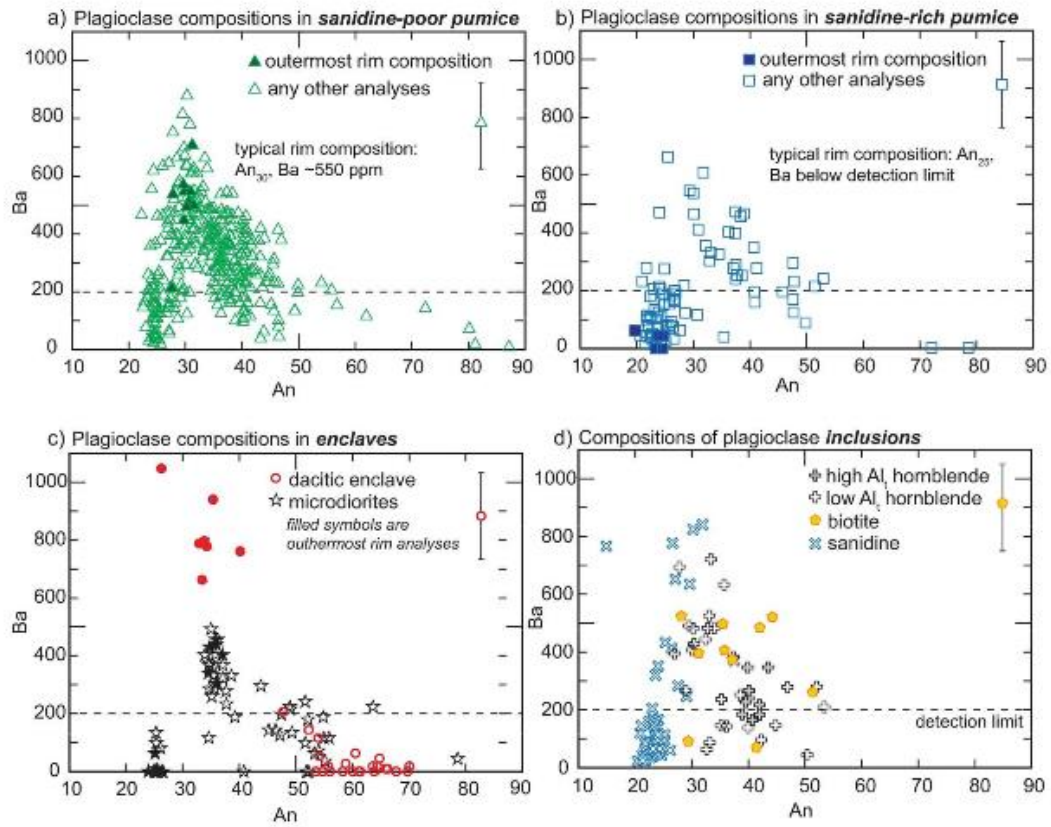 a) Plagioclase compositions in sanidine-poor pumice
1000
800
600
400
200
0
Ba
10 20 30 40 50 60 70 80 90
An
outermost rim composition
any other analyses
typical rim composition:
An30, Ba ~550 ppm
b) Plagioclase compositions in sanidine-rich pumice
1000
800
600
400
200
0
Ba
10 20 30 40 50 60 70 80 90
An
outermost rim composition
any other analyses
typical rim composition: An23,
Ba below detection limit
c) Plagioclase compositions in enclaves
1000
800
600
400
200
0
Ba
10 20 30 40 50 60 70 80 90
An
dacitic enclave
microdiorites
filled symbols are
outhermost rim analyses
d) Compositions of plagioclase inclusions
1000
800
600
400
200
0
Ba
10 20 30 40 50 60 70 80 90
An
high Alt hornblende
low Alt hornblende
biotite
sanidine
detection limit